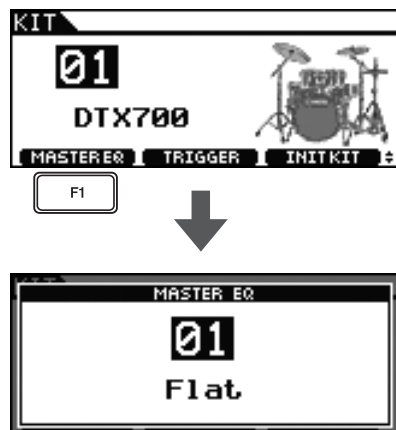 KIT
01
DTX700
MASTER EQ TRIGGER INIT KIT
F1
MASTER EQ
01
Flat